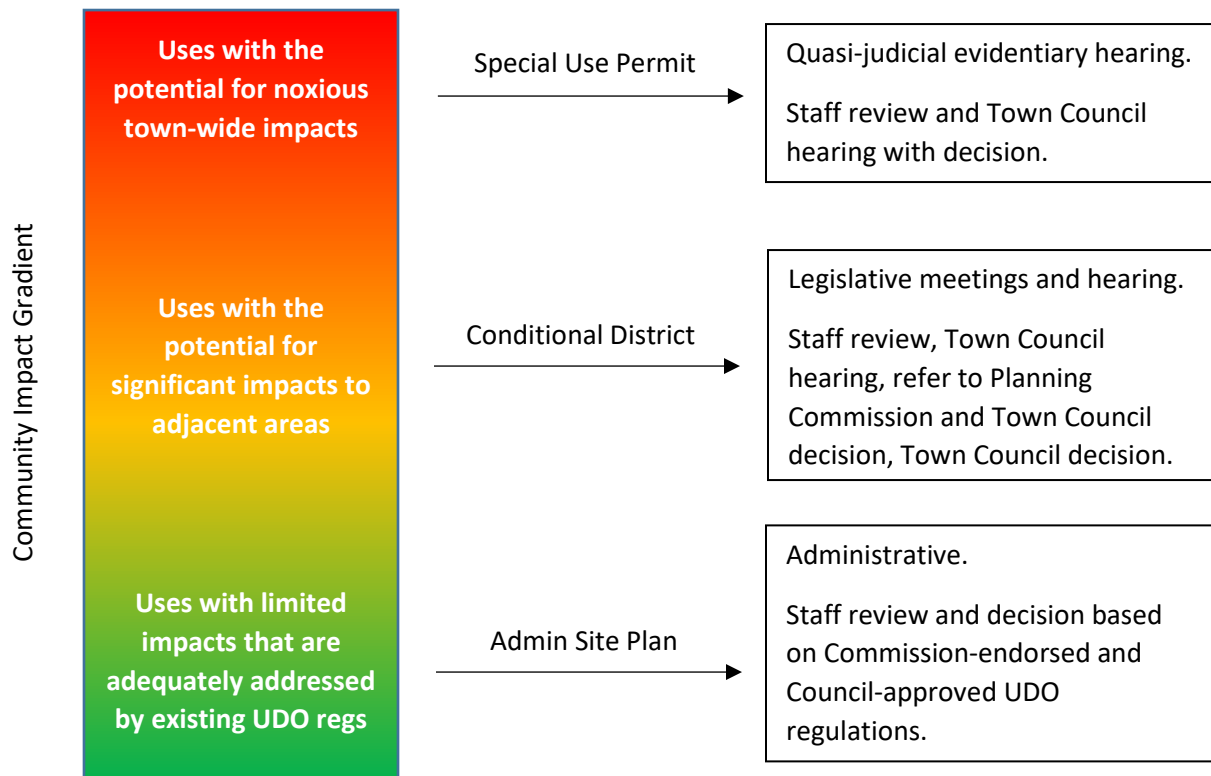 Community Impact Gradient
Uses with the
potential for noxious
town-wide impacts
Special Use Permit
Quasi-judicial evidentiary hearing.
Staff review and Town Council
hearing with decision.
Uses with the
potential for
significant impacts to
adjacent areas
Conditional District
Legislative meetings and hearing.
Staff review, Town Council
hearing, refer to Planning
Commission and Town Council
decision, Town Council decision.
Uses with limited
impacts that are
adequately addressed
by existing UDO regs
Admin Site Plan
Administrative.
Staff review and decision based
on Commission-endorsed and
Council-approved UDO
regulations.